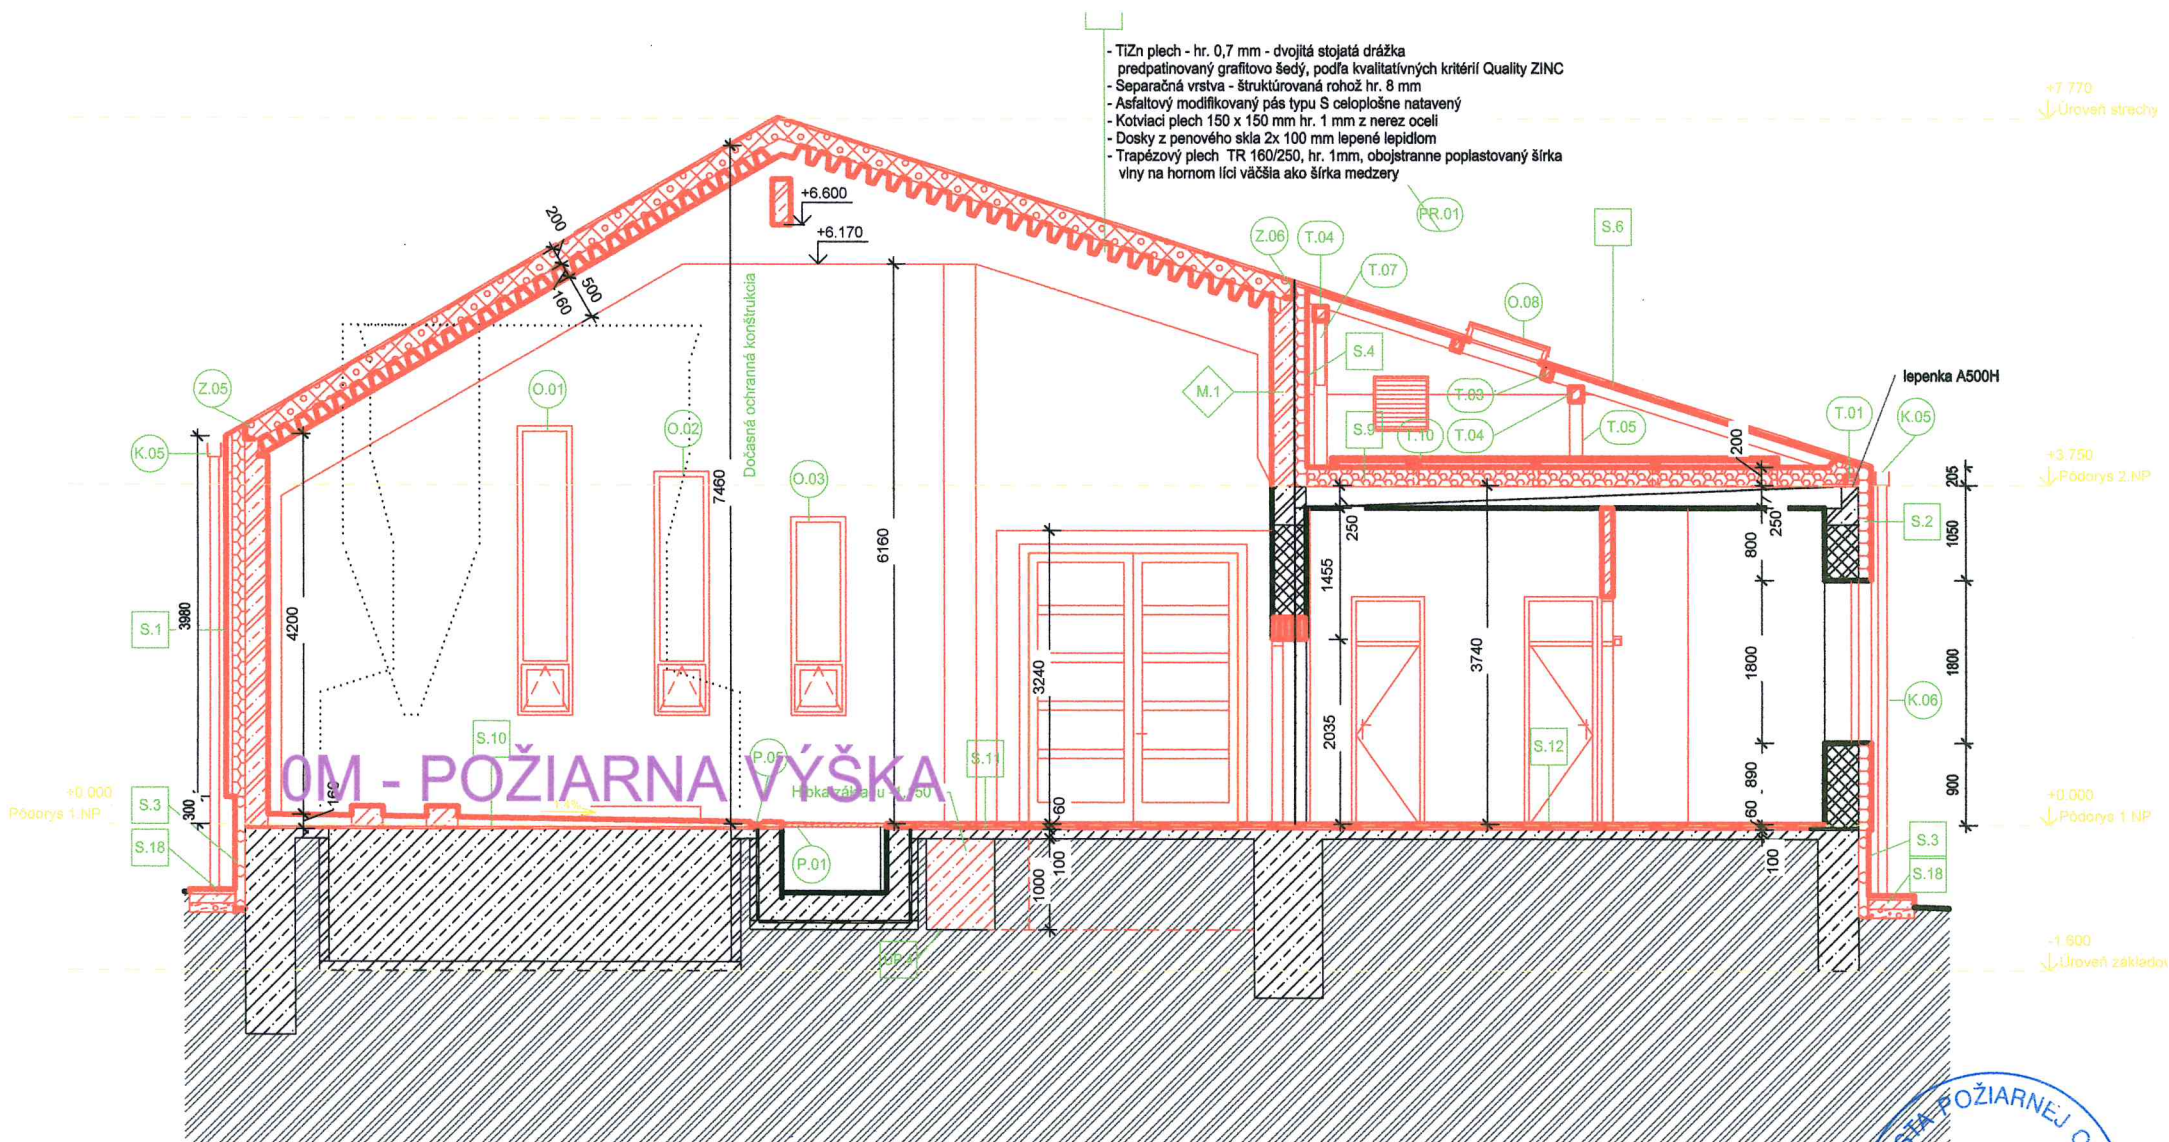 - TiZn plech - hr. 0,7 mm - dvojitá stojatá drážka
predpatinovaný grafitovo šedý, podľa kvalitatívnych kritérií Quality ZINC
- Separačná vrstva - štruktúrovaná rohož hr. 8 mm
- Asfaltový modifikovaný pás typu S celoplošne natavený
- Kotviaci plech 150 x 150 mm hr. 1 mm z nerez oceli
- Dosky z penového skla 2x 100 mm lepené lepidlom
- Trapézový plech TR 160/250, hr. 1mm, obojstranne poplastovaný šírka
vlny na hornom líci väčšia ako šírka medzery
+7.770
Úroveň strechy
+6.600
+6.170
PR.01
S.6
Z.06
T.04
T.07
O.08
200
500
160
Dočasná ochranná konštrukcia
Z.05
O.01
O.02
O.03
K.05
S.4
M.1
T.03
S.9
T.10
T.04
T.05
200
lepenka A500H
T.01
K.05
+3.750
Pôdorys 2.NP
205
7460
6160
250
250
S.2
1050
800
1455
3980
4200
S.1
3240
3740
1800
1800
K.06
2035
S.10
P.05
S.11
S.12
0M - POŽIARNA VÝŠKA
160
1.4%
890
900
60
60
300
+0.000
Pôdorys 1.NP
S.3
S.18
P.01
100
1000
100
+0.000
Pôdorys 1.NP
S.3
S.18
-1.600
Úroveň základov
POŽIARNEJ